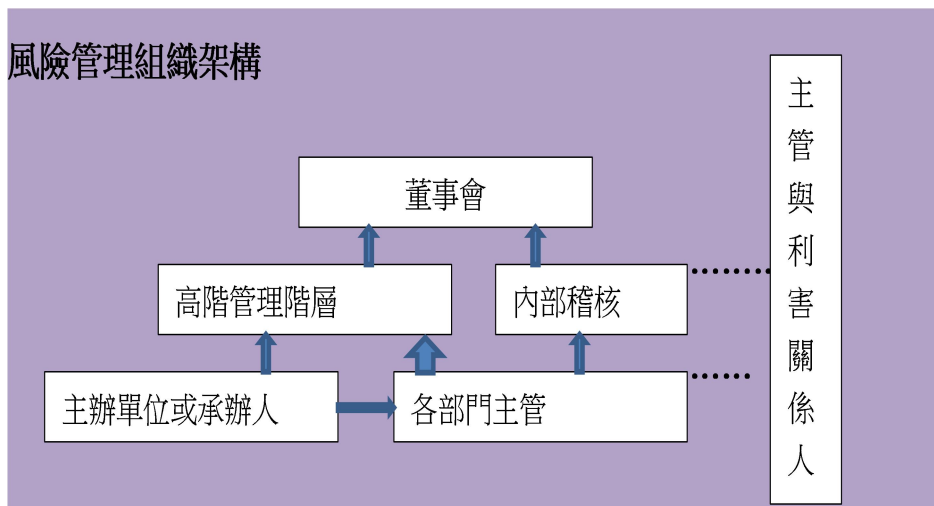 風險管理組織架構
董事會
高階管理階層
內部稽核
主辦單位或承辦人
各部門主管
主管與利害關係人